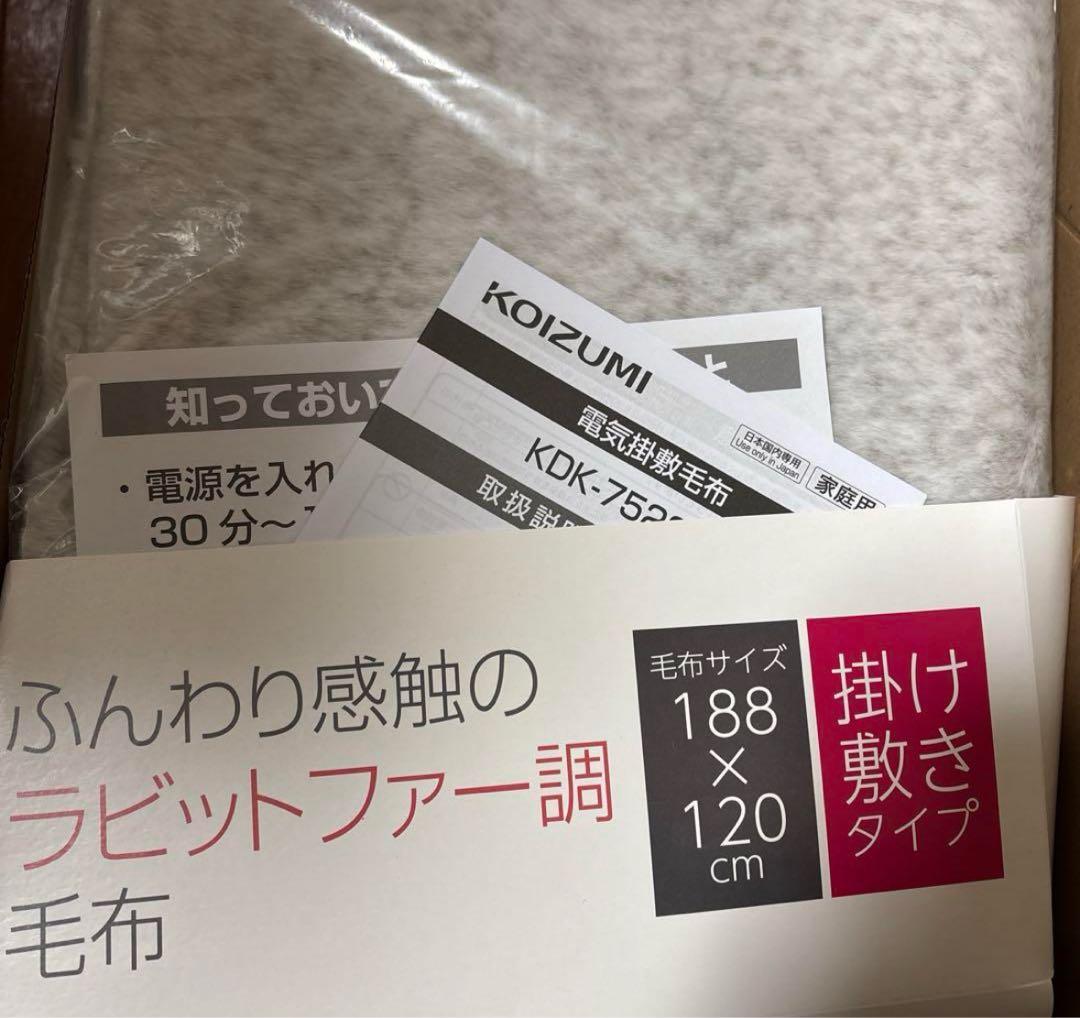 KOIZUMI
と
知っておいて
日本国内専用
Use only in Japan
家庭用
電気掛敷毛布
KDK-752
取扱説明
・電源を入れ
30分～
ふんわり感触の
ラビットファー調
毛布
毛布サイズ
188
×
120
cm
掛け
敷き
タイプ